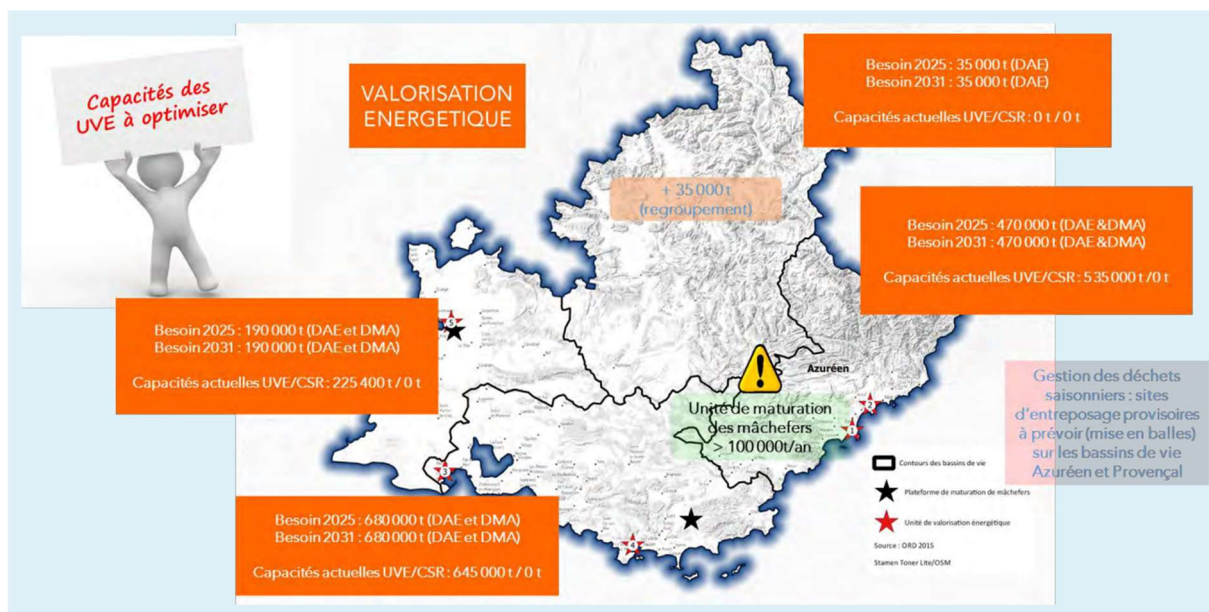 Capacités des
UVE à optimiser
VALORISATION
ENERGETIQUE
Besoin 2025 : 35 000 t (DAE)
Besoin 2031 : 35 000 t (DAE)
Capacités actuelles UVE/CSR : 0 t / 0 t
+ 35 000 t
(regroupement)
Besoin 2025 : 470 000 t (DAE &DMA)
Besoin 2031 : 470 000 t (DAE &DMA)
Capacités actuelles UVE/CSR : 535 000 t / 0 t
Besoin 2025 : 190 000 t (DAE et DMA)
Besoin 2031 : 190 000 t (DAE et DMA)
Capacités actuelles UVE/CSR : 225 400 t / 0 t
5
Azuréen
Unité de maturation
des mâchefers
> 100 000t/an
2
1
Gestion des déchets
saisonniers : sites
d'entreposage provisoires
à prévoir (mise en balles)
sur les bassins de vie
Azuréen et Provençal
3
4
Contours des bassins de vie
Plateforme de maturation de mâchefers
Unité de valorisation énergétique
Source : ORD 2015
Stamen Toner Lite/OSM
Besoin 2025 : 680 000 t (DAE et DMA)
Besoin 2031 : 680 000 t (DAE et DMA)
Capacités actuelles UVE/CSR : 645 000 t / 0 t